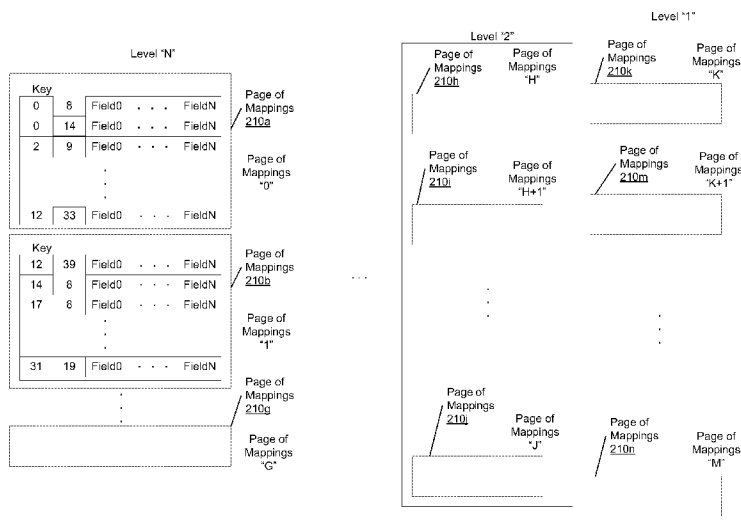 Level "N"
Key
0 8 Field0 . . . FieldN
0 14 Field0 . . . FieldN
2 9 Field0 . . . FieldN
12 33 Field0 . . . FieldN
Page of
Mappings
210a
Page of
Mappings
"0"
Key
12 39 Field0 . . . FieldN
14 8 Field0 . . . FieldN
17 8 Field0 . . . FieldN
31 19 Field0 . . . FieldN
Page of
Mappings
210b
Page of
Mappings
"1"
Page of
Mappings
210g
Page of
Mappings
"G"
. . .
Level "2"
Page of
Mappings
210h
Page of
Mappings
"H"
Page of
Mappings
210i
Page of
Mappings
"H+1"
Page of
Mappings
210j
Page of
Mappings
"J"
Level "1"
Page of
Mappings
210k
Page of
Mappings
"K"
Page of
Mappings
210m
Page of
Mappings
"K+1"
Page of
Mappings
210n
Page of
Mappings
"M"